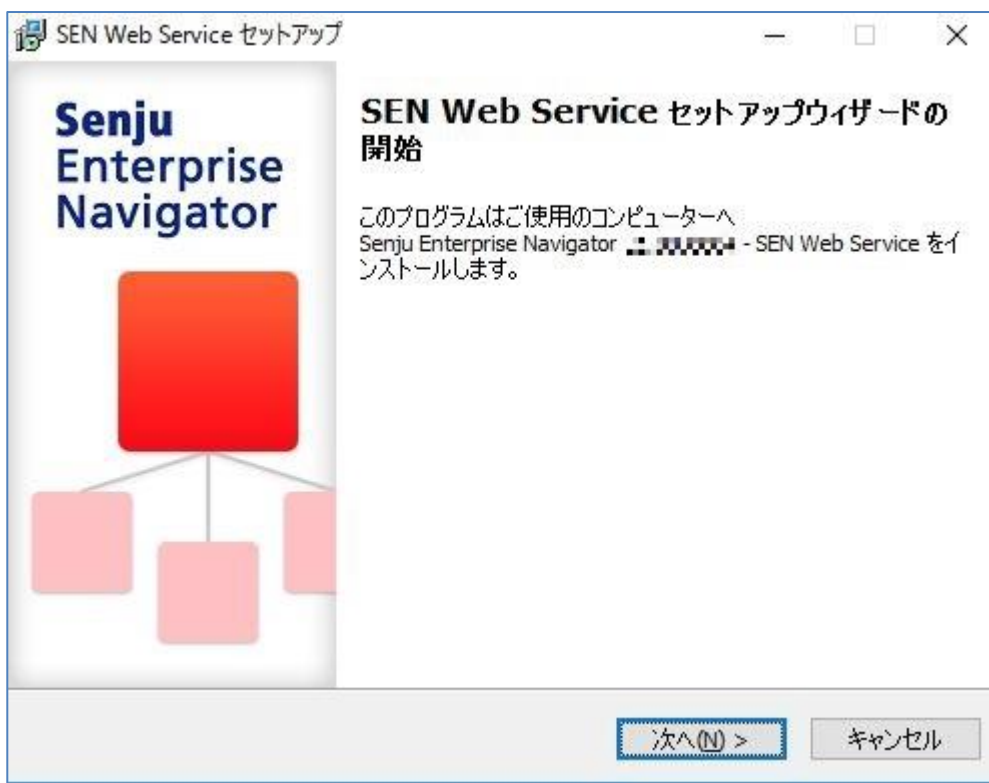 SEN Web Service セットアップ
Senju
Enterprise
Navigator
SEN Web Service セットアップウィザードの
開始
このプログラムはご使用のコンピューターへ
Senju Enterprise Navigator - SEN Web Service をイ
ンストールします。
次へ(N) >
キャンセル